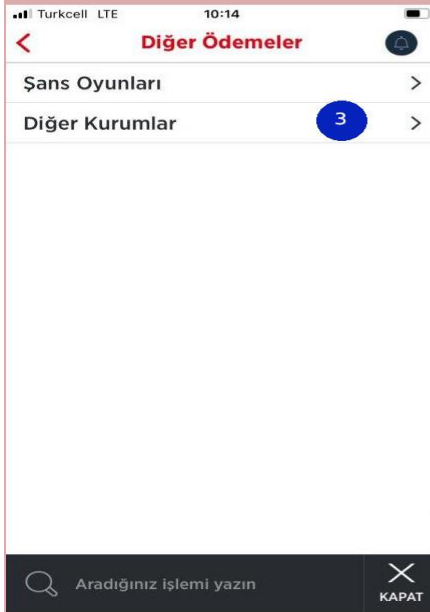 Turkcell LTE 10:14
Diğer Ödemeler
Şans Oyunları
Diğer Kurumlar 3
Aradığınız işlemi yazın
KAPAT